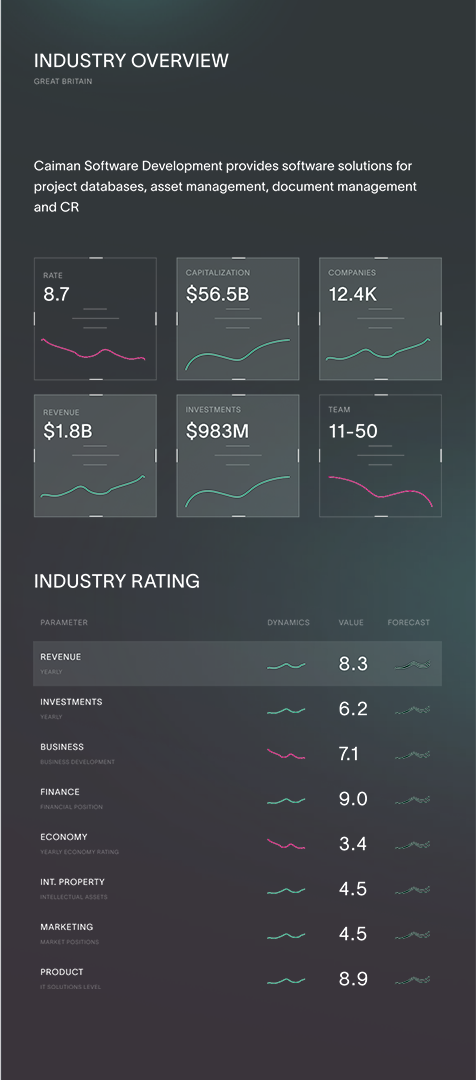 INDUSTRY OVERVIEW
GREAT BRITAIN
Caiman Software Development provides software solutions for
project databases, asset management, document management
and CR
RATE
8.7
CAPITALIZATION
$56.5B
COMPANIES
12.4K
REVENUE
$1.8B
INVESTMENTS
$983M
TEAM
11-50
INDUSTRY RATING
PARAMETER DYNAMICS VALUE FORECAST
REVENUE
YEARLY
8.3
INVESTMENTS
YEARLY
6.2
BUSINESS
BUSINESS DEVELOPMENT
7.1
FINANCE
FINANCIAL POSITION
9.0
ECONOMY
YEARLY ECONOMY RATING
3.4
INT. PROPERTY
INTELLECTUAL ASSETS
4.5
MARKETING
MARKET POSITIONS
4.5
PRODUCT
IT SOLUTIONS LEVEL
8.9